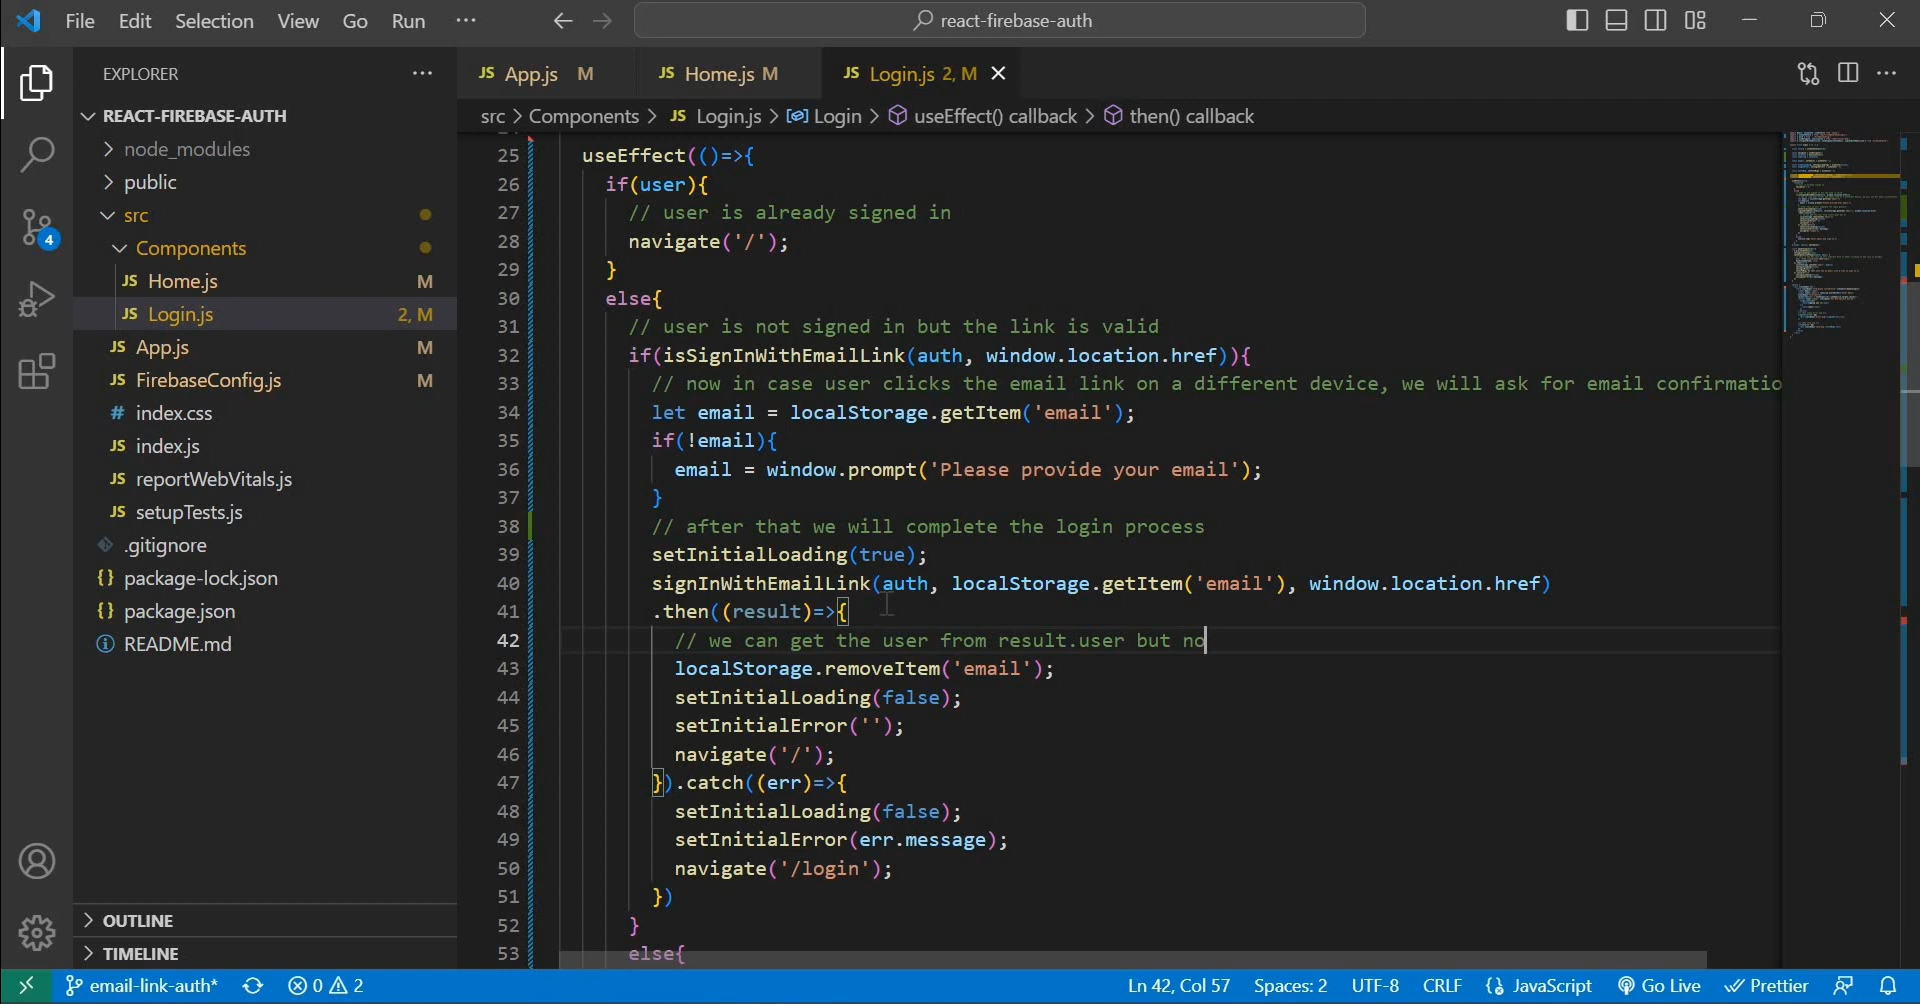 File Edit Selection View Go Run ··· react-firebase-auth
EXPLORER ···
REACT-FIREBASE-AUTH
node_modules
public
src
Components
JS Home.js M
JS Login.js 2, M
JS App.js M
JS FirebaseConfig.js M
# index.css
JS index.js
JS reportWebVitals.js
JS setupTests.js
.gitignore
{} package-lock.json
{} package.json
README.md
OUTLINE
TIMELINE
4
JS App.js M JS Home.js M JS Login.js 2, M
src > Components > JS Login.js > Login > useEffect() callback > then() callback
25 useEffect(()=>{
26 if(user){
27 // user is already signed in
28 navigate('/');
29 }
30 else{
31 // user is not signed in but the link is valid
32 if(isSignInWithEmailLink(auth, window.location.href)){
33 // now in case user clicks the email link on a different device, we will ask for email confirmatio
34 let email = localStorage.getItem('email');
35 if(!email){
36 email = window.prompt('Please provide your email');
37 }
38 // after that we will complete the login process
39 setInitialLoading(true);
40 signInWithEmailLink(auth, localStorage.getItem('email'), window.location.href)
41 .then((result)=>{
42 // we can get the user from result.user but no
43 localStorage.removeItem('email');
44 setInitialLoading(false);
45 setInitialError('');
46 navigate('/');
47 }).catch((err)=>{
48 setInitialLoading(false);
49 setInitialError(err.message);
50 navigate('/login');
51 })
52 }
53 else{
email-link-auth* 0 2 Ln 42, Col 57 Spaces: 2 UTF-8 CRLF {} JavaScript Go Live Prettier